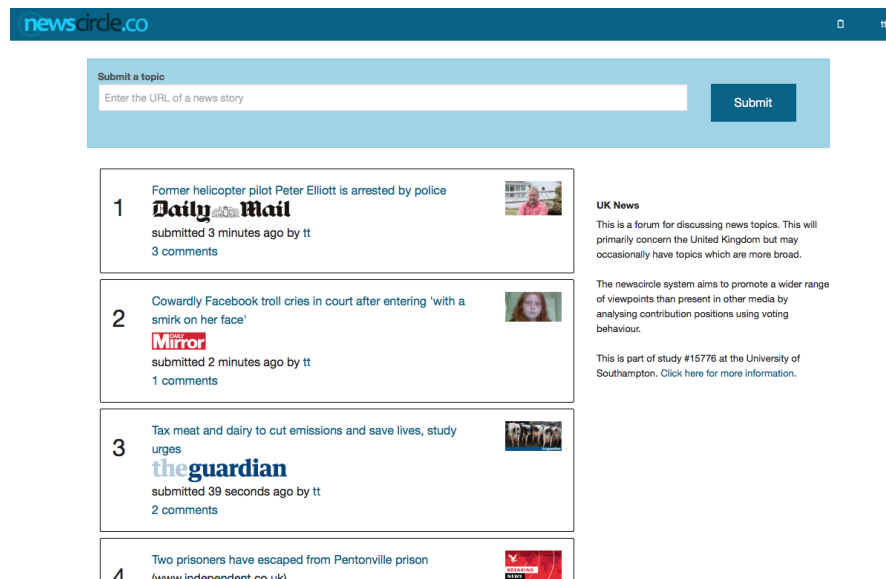 newscircle.co
tt
Submit a topic
Enter the URL of a news story
Submit
1
Former helicopter pilot Peter Elliott is arrested by police
Daily Mail
submitted 3 minutes ago by tt
3 comments
2
Cowardly Facebook troll cries in court after entering 'with a
smirk on her face'
DAILY
Mirror
submitted 2 minutes ago by tt
1 comments
3
Tax meat and dairy to cut emissions and save lives, study
urges
theguardian
submitted 39 seconds ago by tt
2 comments
4
Two prisoners have escaped from Pentonville prison
(www.independent.co.uk)
BREAKING
NEWS
UK News
This is a forum for discussing news topics. This will
primarily concern the United Kingdom but may
occasionally have topics which are more broad.
The newscircle system aims to promote a wider range
of viewpoints than present in other media by
analysing contribution positions using voting
behaviour.
This is part of study #15776 at the University of
Southampton. Click here for more information.